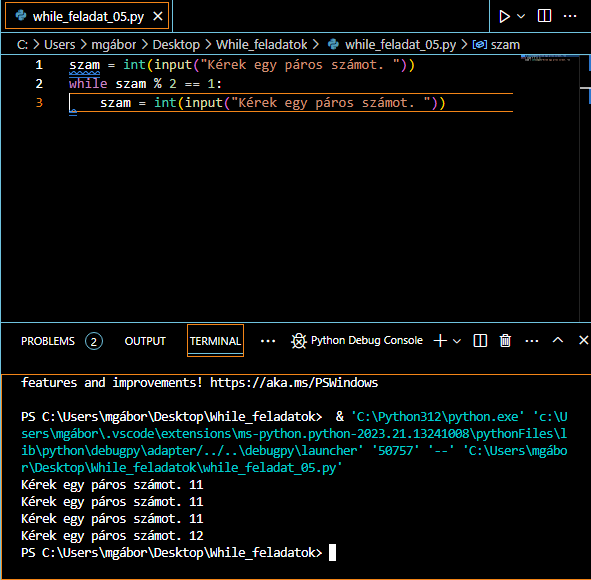 while_feladat_05.py
C: > Users > mgábor > Desktop > While_feladatok > while_feladat_05.py > szam
1 szam = int(input("Kérek egy páros számot. "))
2 while szam % 2 == 1:
3 szam = int(input("Kérek egy páros számot. "))
PROBLEMS 2 OUTPUT TERMINAL ··· Python Debug Console
features and improvements! https://aka.ms/PSWindows
PS C:\Users\mgábor\Desktop\While_feladatok> & 'C:\Python312\python.exe' 'c:\U
sers\mgábor\.vscode\extensions\ms-python.python-2023.21.13241008\pythonFiles\l
ib\python\debugpy\adapter/../..\debugpy\launcher' '50757' '--' 'C:\Users\mgábo
r\Desktop\While_feladatok\while_feladat_05.py'
Kérek egy páros számot. 11
Kérek egy páros számot. 11
Kérek egy páros számot. 11
Kérek egy páros számot. 12
PS C:\Users\mgábor\Desktop\While_feladatok>